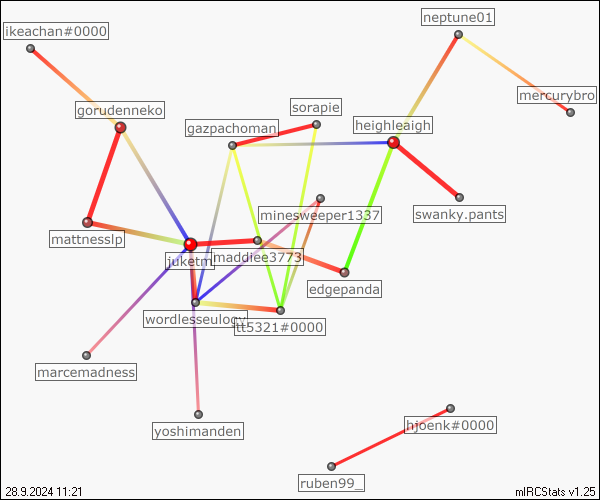 neptune01
ikeachan#0000
mercurybro
sorapie
gorudenneko
gazpachoman
heighleaigh
minesweeper1337
swanky.pants
mattnesslp
juketm
maddiee3773
edgepanda
wordlesseulogy
tt5321#0000
marcemadness
hjoenk#0000
yoshimanden
ruben99_
28.9.2024 11:21
mIRCStats v1.25